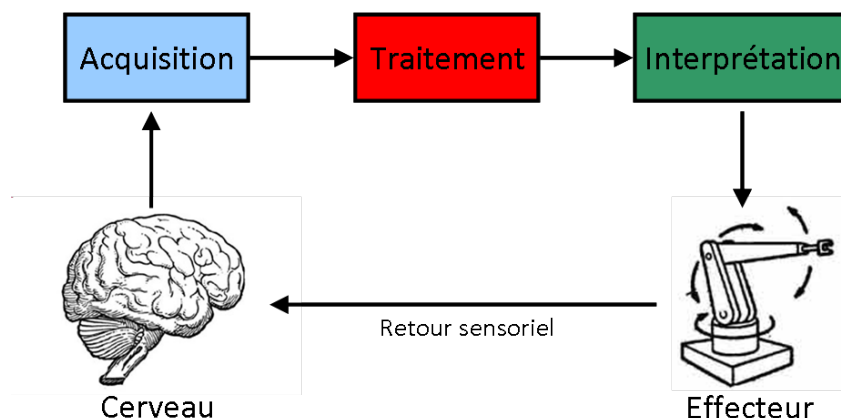 Acquisition
Traitement
Interprétation
Retour sensoriel
Cerveau
Effecteur